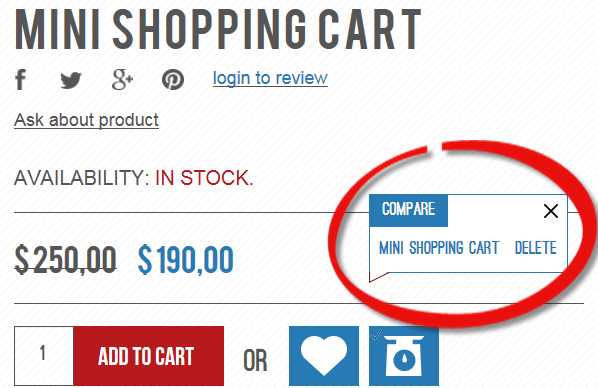 MINI SHOPPING CART
login to review
Ask about product
AVAILABILITY: IN STOCK.
COMPARE
MINI SHOPPING CART DELETE
$250,00 $190,00
1 ADD TO CART OR